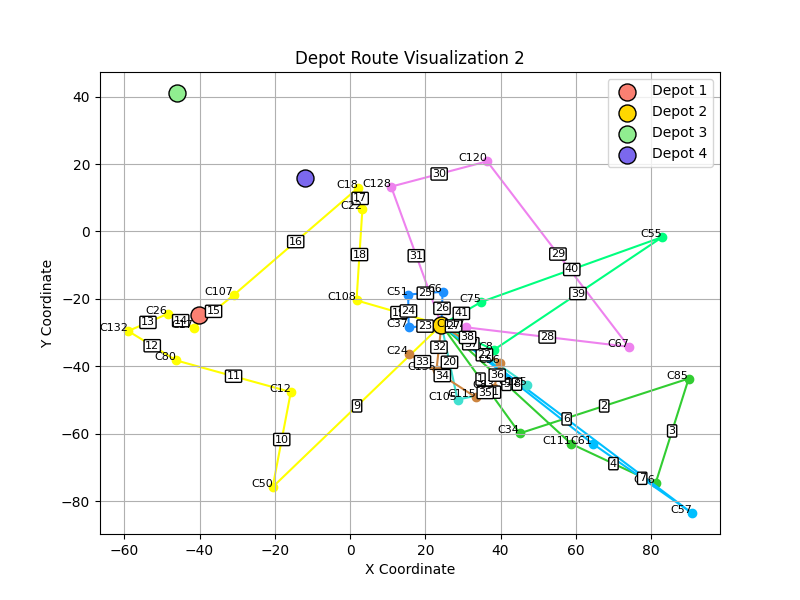 Depot Route Visualization 2
Depot 1
Depot 2
Depot 3
Depot 4
Y Coordinate
40
20
0
−20
−40
−60
−80
−60
−40
−20
0
20
40
60
80
X Coordinate
C120
C128
C18
C22
C55
C107
C108
C51
C6
C75
C26
C132
C37
C67
C80
C24
C8
C12
C85
C105
C115
C34
C111
C61
C50
C76
C57
30
17
16
18
31
29
40
39
15
13
14
12
11
9
10
25
24
26
23
41
38
28
32
33
34
20
22
36
35
1
2
3
4
6